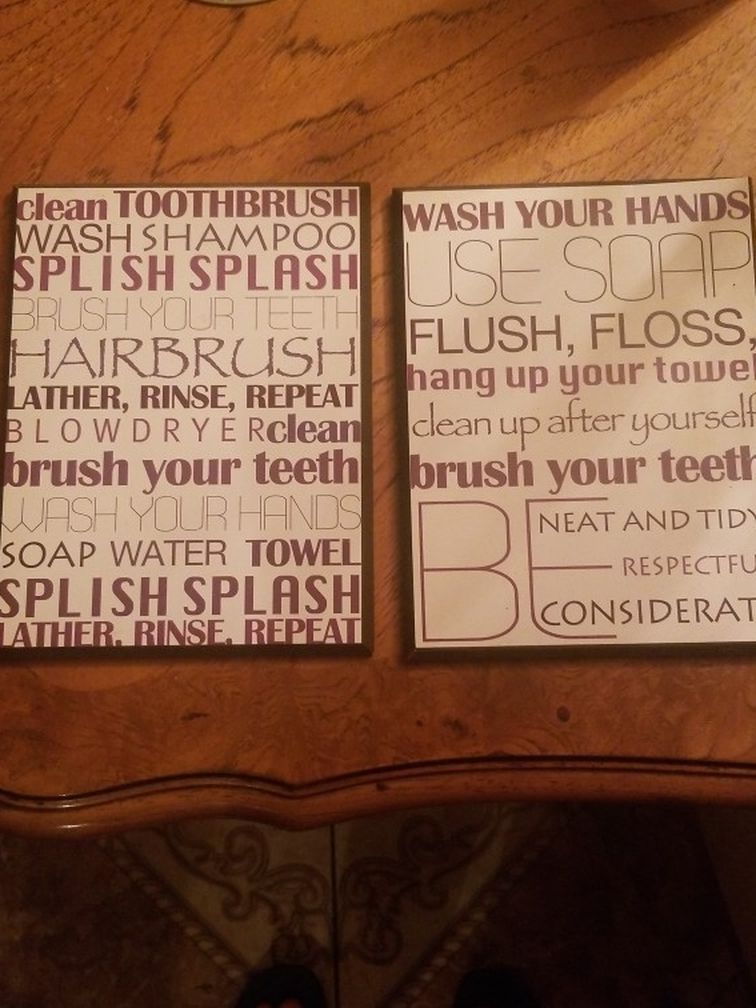 clean TOOTHBRUSH
WASH SHAMPOO
SPLISH SPLASH
BRUSH YOUR TEETH
HAIRBRUSH
LATHER, RINSE, REPEAT
BLOWDRYER clean
brush your teeth
WASH YOUR HANDS
SOAP WATER TOWEL
SPLISH SPLASH
LATHER, RINSE, REPEAT
WASH YOUR HANDS
USE SOAP
FLUSH, FLOSS,
hang up your towel
clean up after yourself
brush your teeth
BE NEAT AND TIDY
RESPECTFU
CONSIDERAT